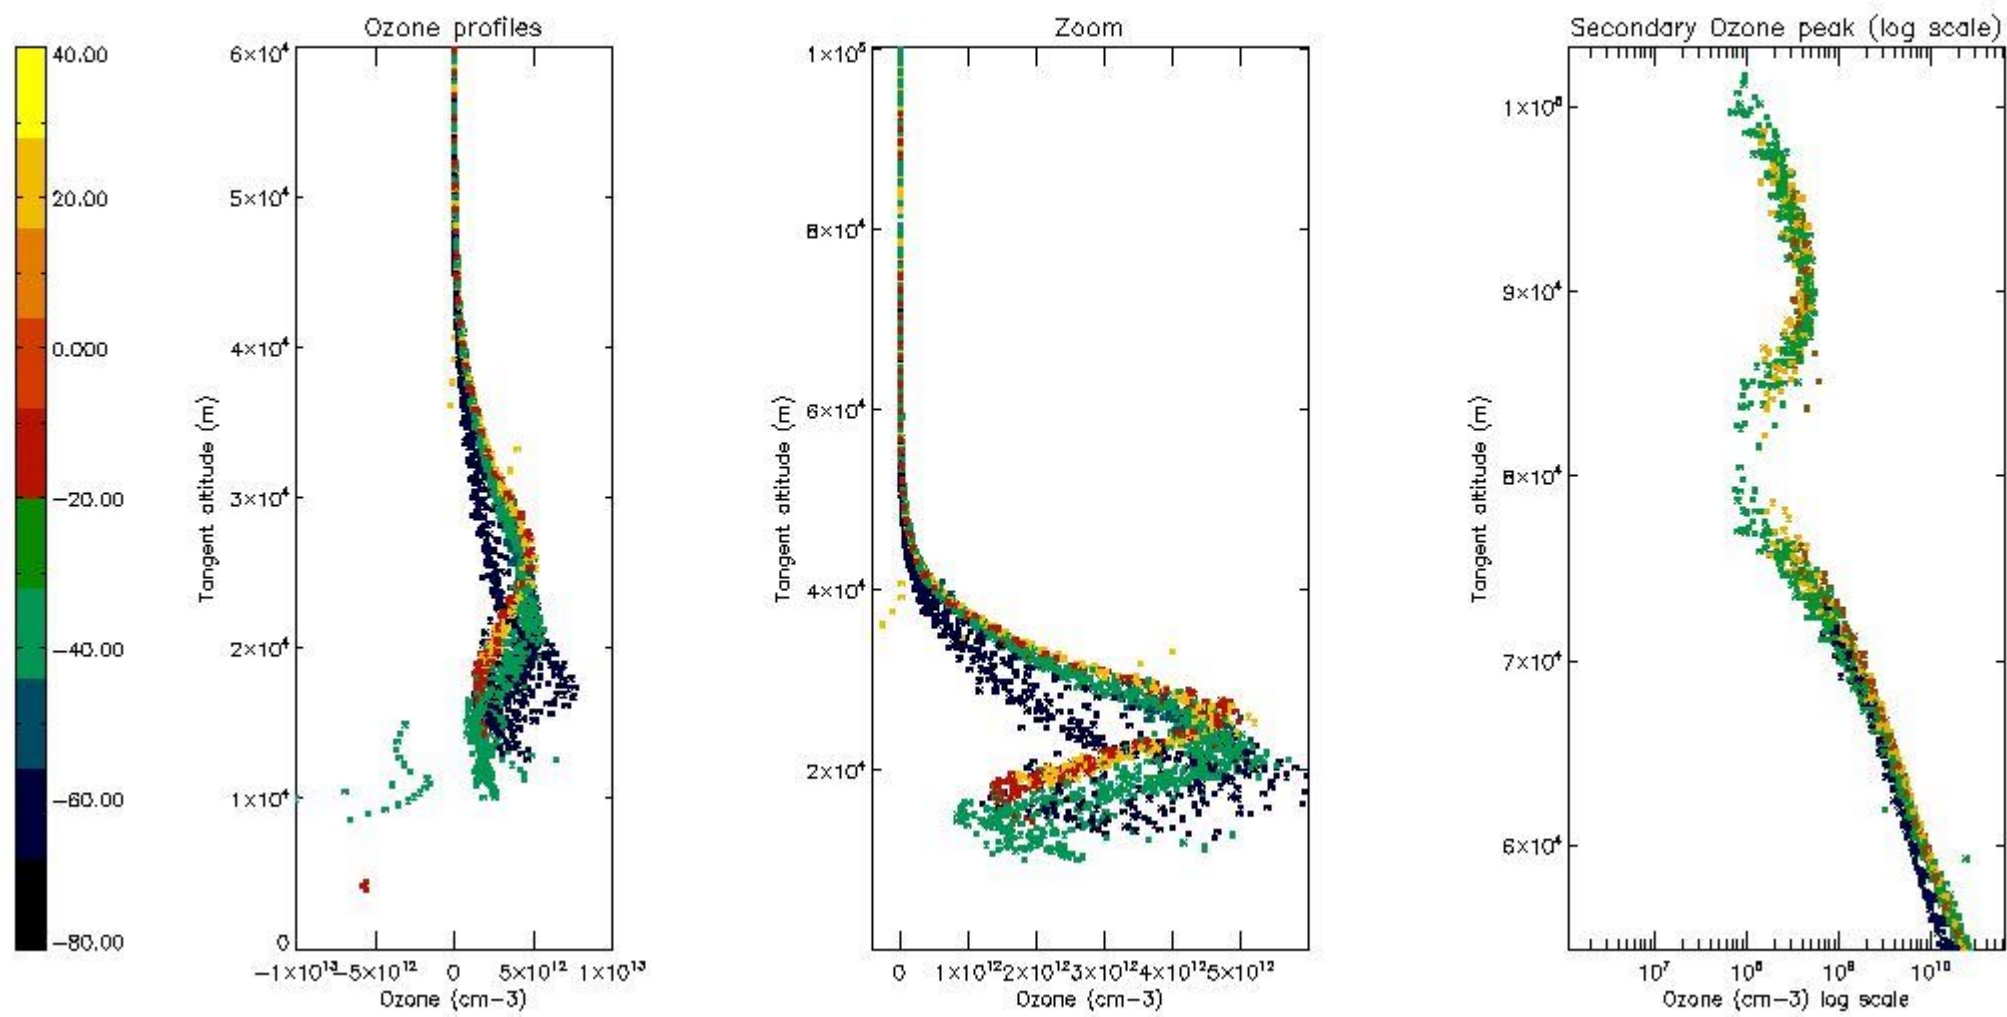 Ozone profiles
Zoom
Secondary Ozone peak (log scale)
40.00
20.00
0.000
−20.00
−40.00
−60.00
−80.00
6×10⁴
5×10⁴
4×10⁴
3×10⁴
2×10⁴
1×10⁴
0
Tangent altitude (m)
−1×10¹³ −5×10¹² 0 5×10¹² 1×10¹³
Ozone (cm−3)
1×10⁵
8×10⁴
6×10⁴
4×10⁴
2×10⁴
Tangent altitude (m)
0 1×10¹² 2×10¹² 3×10¹² 4×10¹² 5×10¹²
Ozone (cm−3)
1×10⁵
9×10⁴
8×10⁴
7×10⁴
6×10⁴
Tangent altitude (m)
10⁷ 10⁸ 10⁹ 10¹⁰
Ozone (cm−3) log scale